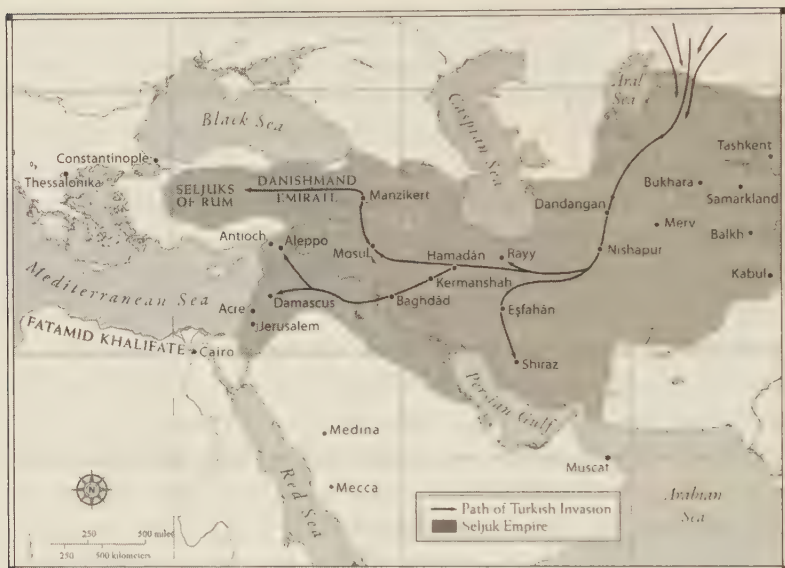 Aral
Sea
Black Sea
Caspian Sea
Constantinople
Thessalonika
Tashkent
SELJUKS
OF RUM
DANISHMAND
EMIRATE
Manzikert
Bukhara
Samarkland
Dandangan
Merv
Balkh
Antioch
Aleppo
Mosul
Hamadán
Rayy
Nishapur
Kabul
Mediterranean Sea
Kermanshah
Damascus
Baghdád
Eşfahán
Acre
Jerusalem
FATAMID KHALIFATE
Cairo
Shiraz
Persian Gulf
Medina
Muscat
Mecca
Red Sea
Arabian
Sea
N
Path of Turkish Invasion
Seljuk Empire
250 500 miles
250 500 kilometers